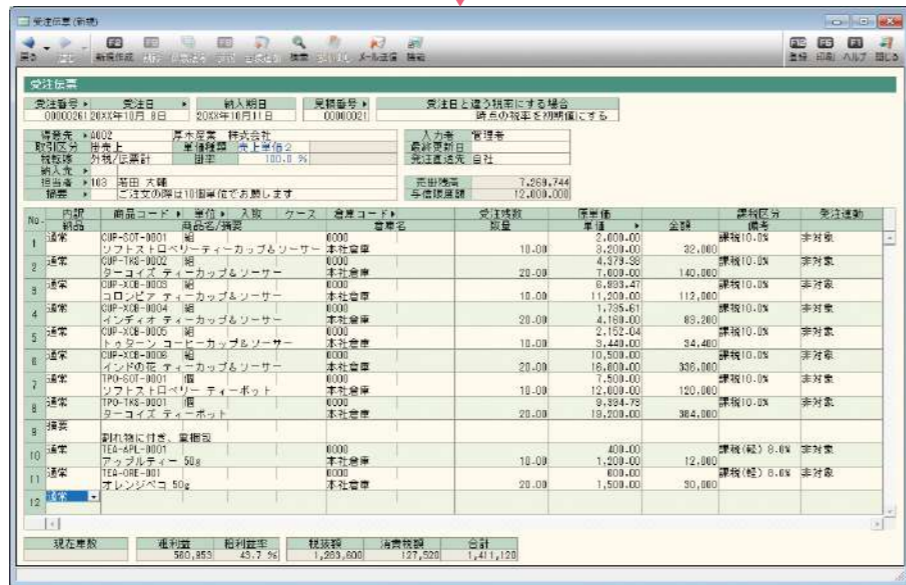 受注伝票(新規)
戻る 新規作成 検索 メール送信 機能 登録 印刷 ヘルプ 閉じる
受注伝票
受注番号 受注日 納入期日 見積番号 受注日と違う税率にする場合
00000261 20XX年10月 8日 20XX年10月11日 00000021 時点の税率を初期値にする
得意先 A002 厚木産業 株式会社 入力者 管理者
取引区分 掛売上 単価種類 売上単価2 最終更新日
税転嫁 外税/伝票計 掛率 100.0 % 発注直送先 自社
納入先
担当者 103 若田 大輔 売掛残高 7,269,744
摘要 ご注文の際は10個単位でお願します 与信限度額 12,000,000
No. 内訳 商品コード 単位 入数 ケース 倉庫コード 受注残数 原単価 課税区分 受注連動
納品 商品名/摘要 倉庫名 数量 単価 金額 備考
1 通常 CUP-SOT-0001 組 0000 2,000.00 課税10.0% 非対象
ソフトストロベリーティーカップ&ソーサー 本社倉庫 10.00 3,200.00 32,000
2 通常 CUP-TKS-0002 組 0000 4,379.38 課税10.0% 非対象
ターコイズ ティーカップ&ソーサー 本社倉庫 20.00 7,000.00 140,000
3 通常 CUP-XCB-0003 組 0000 6,993.47 課税10.0% 非対象
コロンビア ティーカップ&ソーサー 本社倉庫 10.00 11,200.00 112,000
4 通常 CUP-XCB-0004 組 0000 1,735.61 課税10.0% 非対象
インディオ ティーカップ&ソーサー 本社倉庫 20.00 4,160.00 83,200
5 通常 CUP-XCB-0005 組 0000 2,152.04 課税10.0% 非対象
トゥターン コーヒーカップ&ソーサー 本社倉庫 10.00 3,440.00 34,400
6 通常 CUP-XCB-0006 組 0000 10,500.00 課税10.0% 非対象
インドの花 ティーカップ&ソーサー 本社倉庫 20.00 16,800.00 336,000
7 通常 TPO-SOT-0001 個 0000 7,500.00 課税10.0% 非対象
ソフトストロベリー ティーポット 本社倉庫 10.00 12,000.00 120,000
8 通常 TPO-TKS-0001 個 0000 9,394.73 課税10.0% 非対象
ターコイズ ティーポット 本社倉庫 20.00 19,200.00 384,000
9 摘要
割れ物に付き、重梱包
10 通常 TEA-APL-0001 0000 400.00 課税(軽) 8.0% 非対象
アップルティー 50g 本社倉庫 10.00 1,200.00 12,000
11 通常 TEA-ORE-001 0000 600.00 課税(軽) 8.0% 非対象
オレンジペコ 50g 本社倉庫 20.00 1,500.00 30,000
12 通常
現在庫数 粗利益 粗利益率 税抜額 消費税額 合計
560,953 43.7 % 1,283,600 127,520 1,411,120